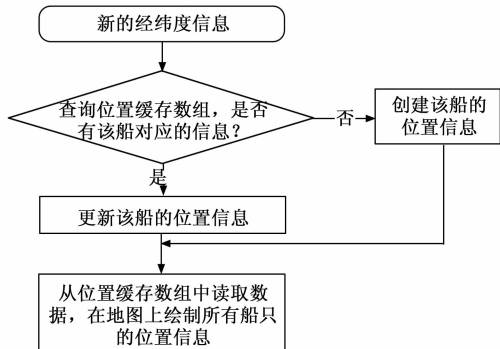 新的经纬度信息
查询位置缓存数组，是否
有该船对应的信息？
否
创建该船的
位置信息
是
更新该船的位置信息
从位置缓存数组中读取数
据，在地图上绘制所有船只
的位置信息